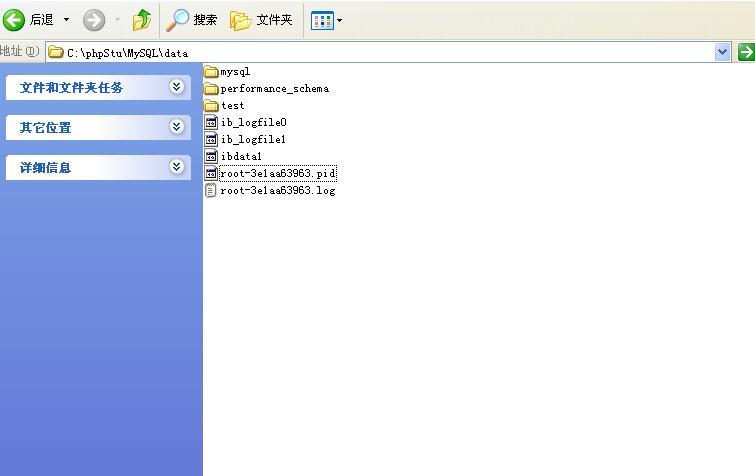 后退 搜索 文件夹
地址(D) C:\phpStu\MySQL\data
文件和文件夹任务
其它位置
详细信息
mysql
performance_schema
test
ib_logfile0
ib_logfile1
ibdata1
root-3e1aa63963.pid
root-3e1aa63963.log